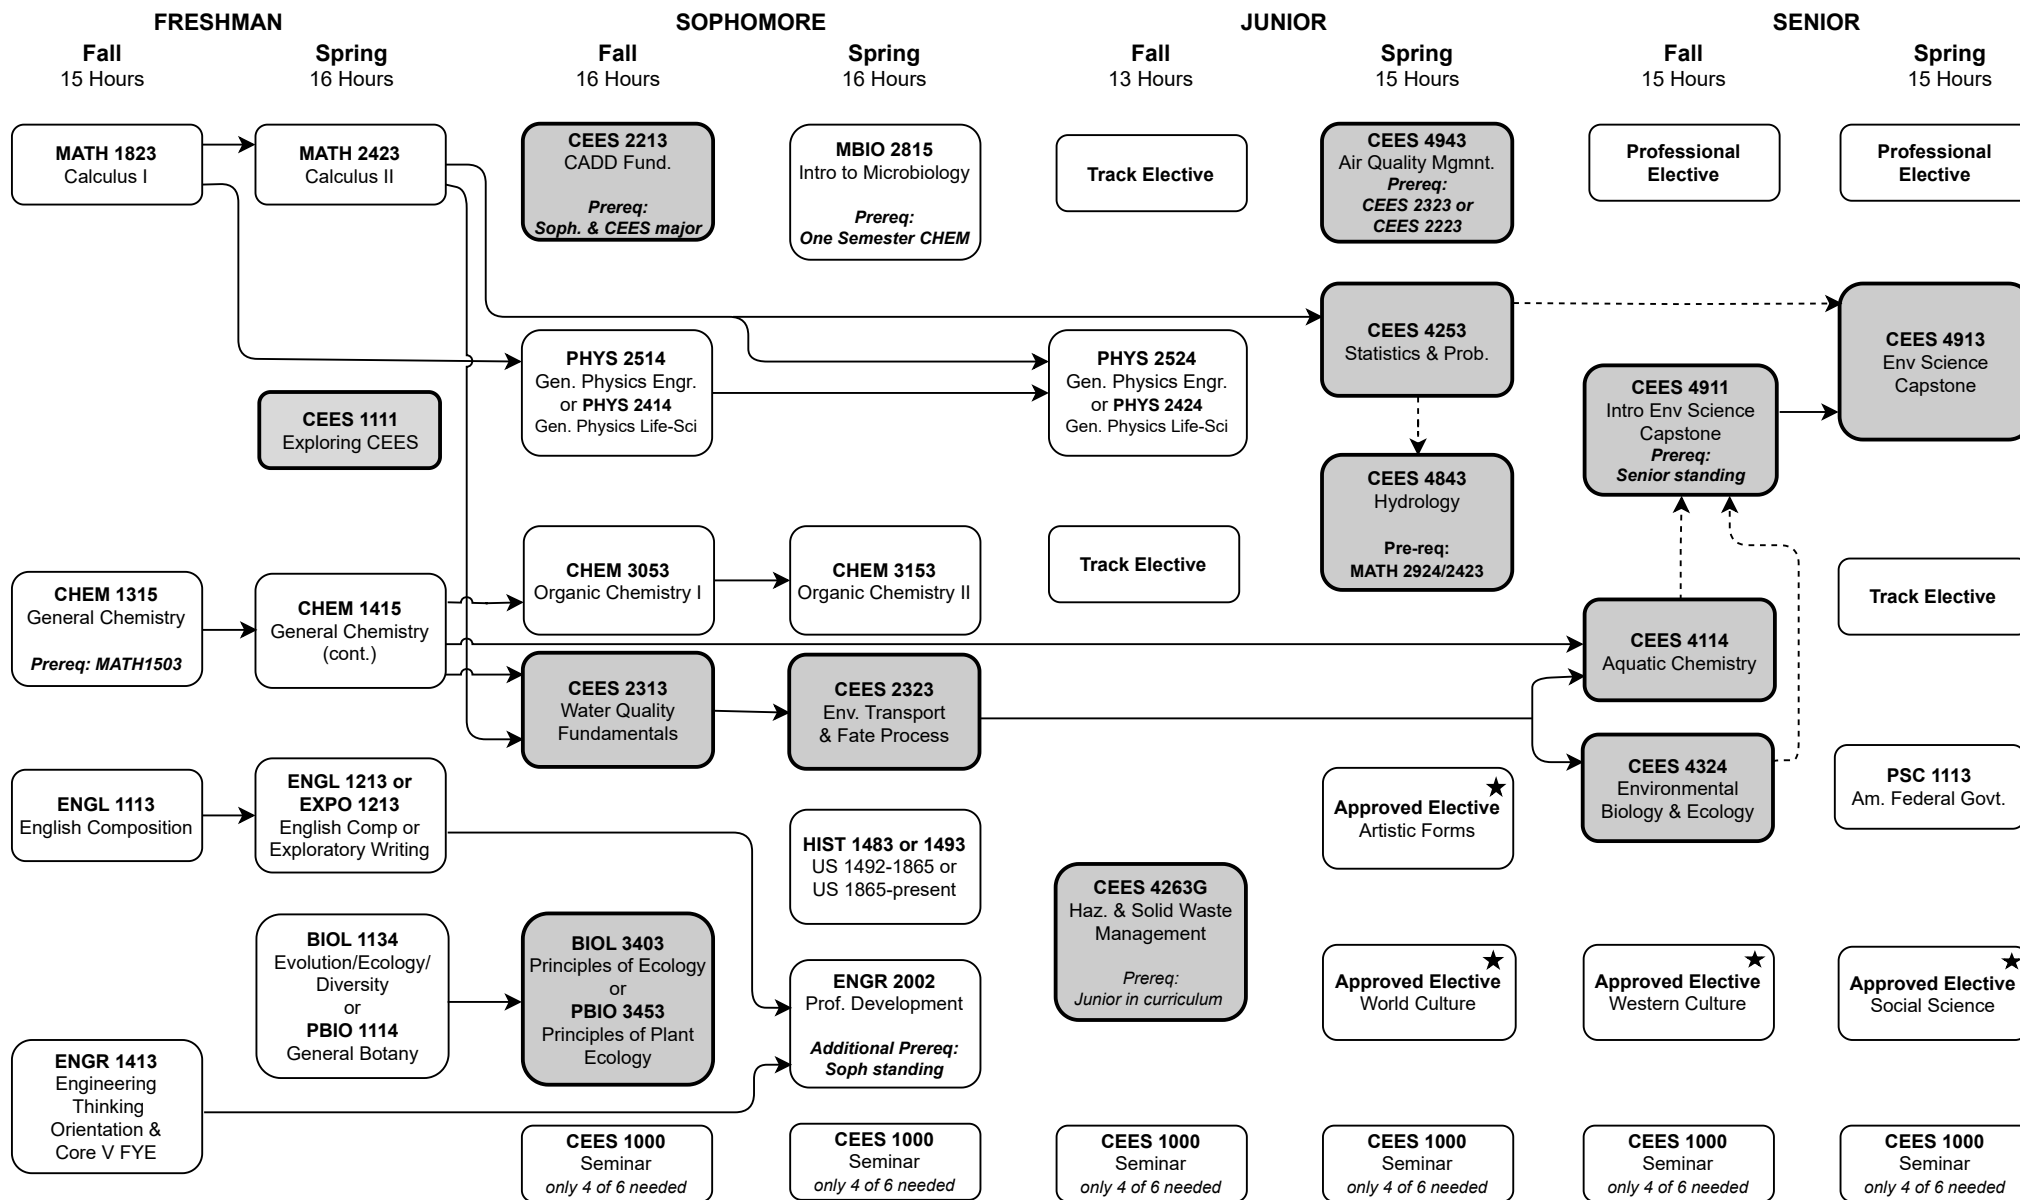 FRESHMAN
SOPHOMORE
JUNIOR
SENIOR
Fall
15 Hours
Spring
16 Hours
Fall
16 Hours
Spring
16 Hours
Fall
13 Hours
Spring
15 Hours
Fall
15 Hours
Spring
15 Hours
MATH 1823
Calculus I
CHEM 1315
General Chemistry
Prereq: MATH1503
ENGL 1113
English Composition
ENGR 1413
Engineering
Thinking
Orientation &
Core V FYE
MATH 2423
Calculus II
CEES 1111
Exploring CEES
CHEM 1415
General Chemistry
(cont.)
ENGL 1213 or
EXPO 1213
English Comp or
Exploratory Writing
BIOL 1134
Evolution/Ecology/
Diversity
or
PBIO 1114
General Botany
CEES 2213
CADD Fund.
Prereq:
Soph. & CEES major
PHYS 2514
Gen. Physics Engr.
or PHYS 2414
Gen. Physics Life-Sci
CHEM 3053
Organic Chemistry I
CEES 2313
Water Quality
Fundamentals
BIOL 3403
Principles of Ecology
or
PBIO 3453
Principles of Plant
Ecology
CEES 1000
Seminar
only 4 of 6 needed
MBIO 2815
Intro to Microbiology
Prereq:
One Semester CHEM
CHEM 3153
Organic Chemistry II
CEES 2323
Env. Transport
& Fate Process
HIST 1483 or 1493
US 1492-1865 or
US 1865-present
ENGR 2002
Prof. Development
Additional Prereq:
Soph standing
CEES 1000
Seminar
only 4 of 6 needed
Track Elective
PHYS 2524
Gen. Physics Engr.
or PHYS 2424
Gen. Physics Life-Sci
Track Elective
CEES 4263G
Haz. & Solid Waste
Management
Prereq:
Junior in curriculum
CEES 1000
Seminar
only 4 of 6 needed
CEES 4943
Air Quality Mgmnt.
Prereq:
CEES 2323 or
CEES 2223
CEES 4253
Statistics & Prob.
CEES 4843
Hydrology
Pre-req:
MATH 2924/2423
Approved Elective
Artistic Forms
Approved Elective
World Culture
CEES 1000
Seminar
only 4 of 6 needed
Professional
Elective
CEES 4911
Intro Env Science
Capstone
Prereq:
Senior standing
CEES 4114
Aquatic Chemistry
CEES 4324
Environmental
Biology & Ecology
Approved Elective
Western Culture
CEES 1000
Seminar
only 4 of 6 needed
Professional
Elective
CEES 4913
Env Science
Capstone
Track Elective
PSC 1113
Am. Federal Govt.
Approved Elective
Social Science
CEES 1000
Seminar
only 4 of 6 needed